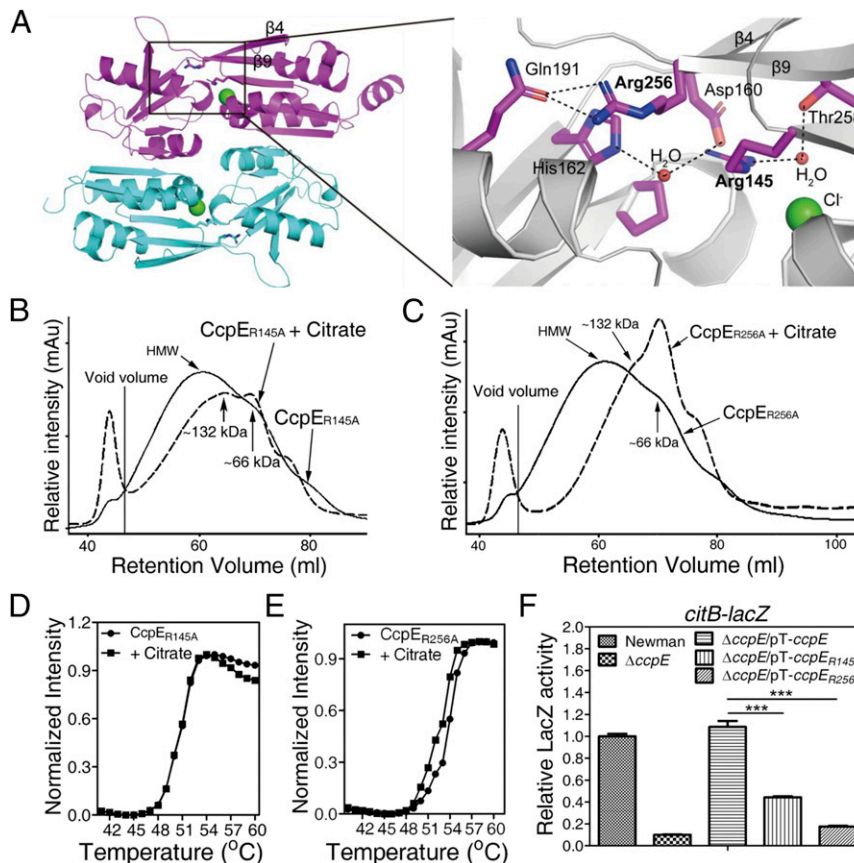 A
β4
β9
Gln191
Arg256
β4
β9
Asp160
Thr25
His162
H2O
Arg145
H2O
Cl-
B
Relative intensity (mAu)
HMW
Void volume
CcpER145A + Citrate
CcpER145A
~132 kDa
~66 kDa
40 60 80
Retention Volume (ml)
C
Relative intensity (mAu)
HMW
~132 kDa
Void volume
CcpER256A + Citrate
CcpER256A
~66 kDa
40 60 80 100
Retention Volume (ml)
D
Normalized Intensity
1.2
0.9
0.6
0.3
0.0
CcpER145A
+ Citrate
42 45 48 51 54 57 60
Temperature (oC)
E
Normalized Intensity
0.9
0.6
0.3
0.0
CcpER256A
+ Citrate
42 45 48 51 54 57 60
Temperature (oC)
F
citB-lacZ
Relative LacZ activity
2.0
1.8
1.6
1.4
1.2
1.0
0.8
0.6
0.4
0.2
0.0
Newman
ΔccpE
ΔccpE/pT-ccpE
ΔccpE/pT-ccpER145
ΔccpE/pT-ccpER256
***
***